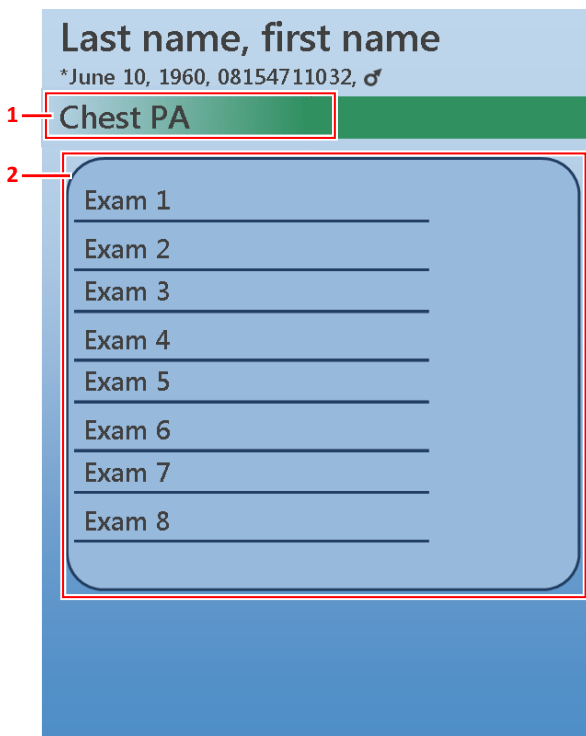 Last name, first name
*June 10, 1960, 08154711032, ♂
1
Chest PA
2
Exam 1
Exam 2
Exam 3
Exam 4
Exam 5
Exam 6
Exam 7
Exam 8